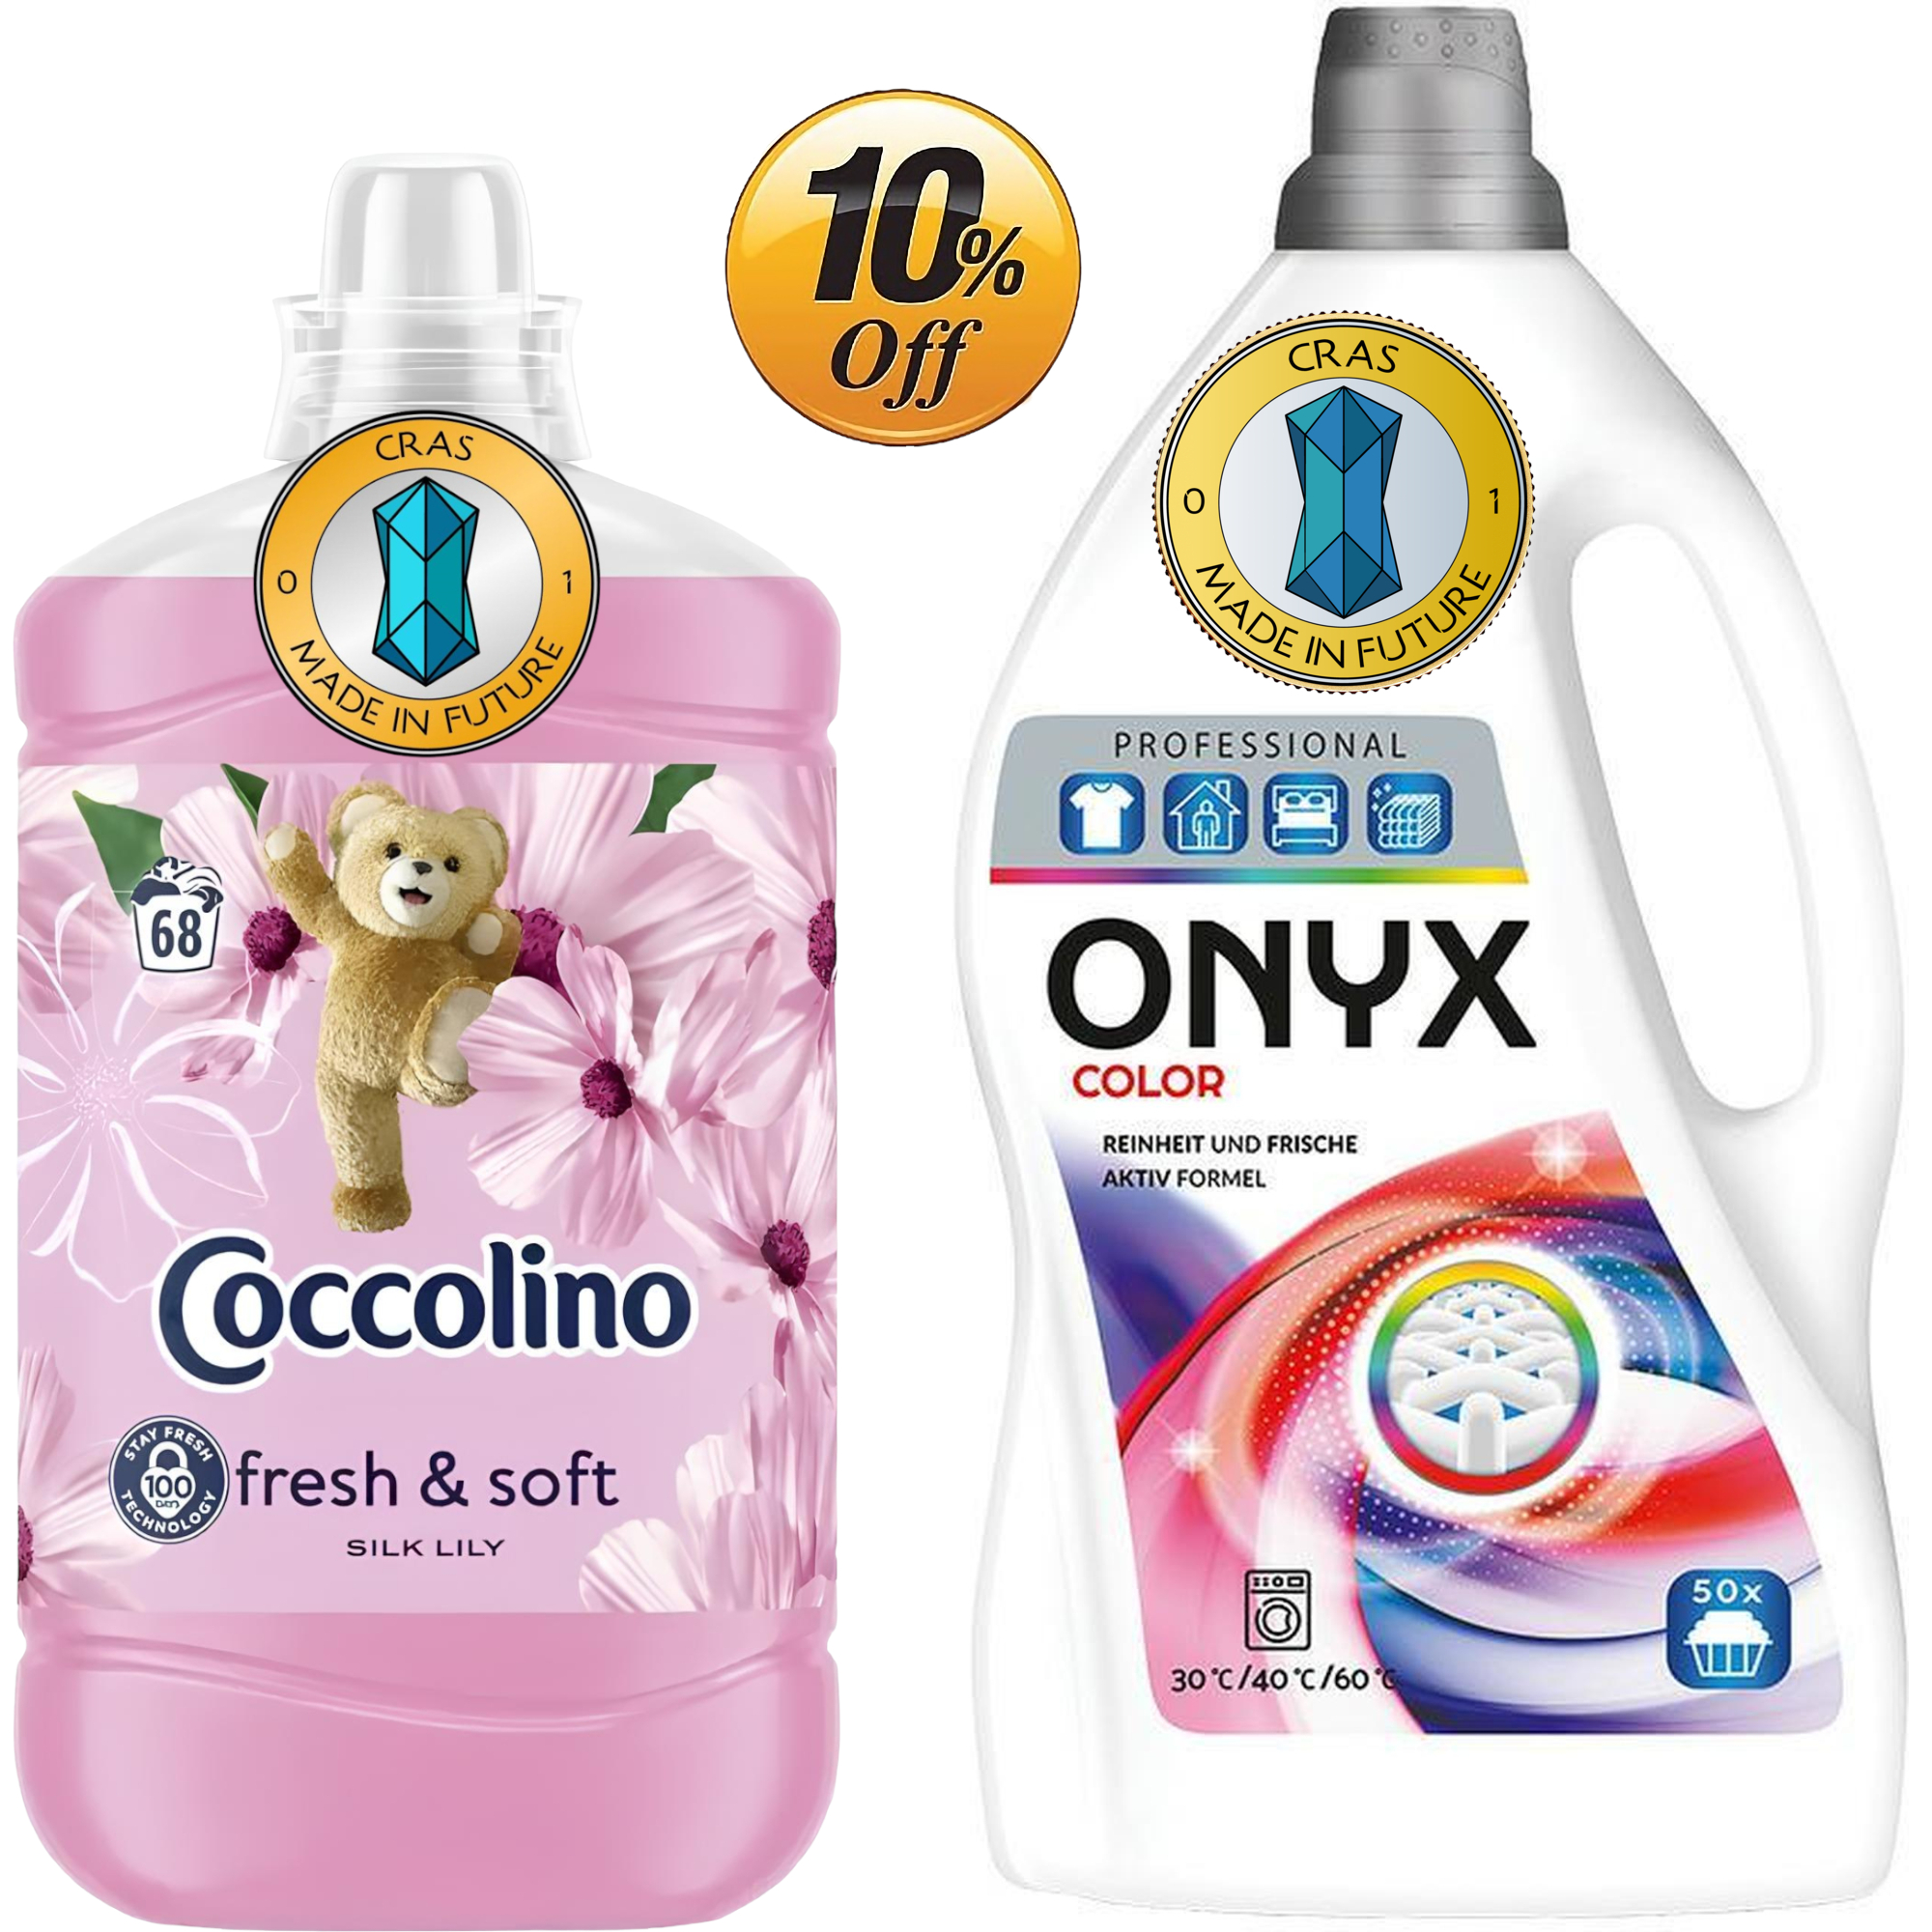 10%
Off
CRAS
0 1
MADE IN FUTURE
68
Coccolino
STAY FRESH
100
DAYS
TECHNOLOGY
fresh & soft
SILK LILY
CRAS
0 1
MADE IN FUTURE
PROFESSIONAL
ONYX
COLOR
REINHEIT UND FRISCHE
AKTIV FORMEL
30°C/40°C/60°C
50x